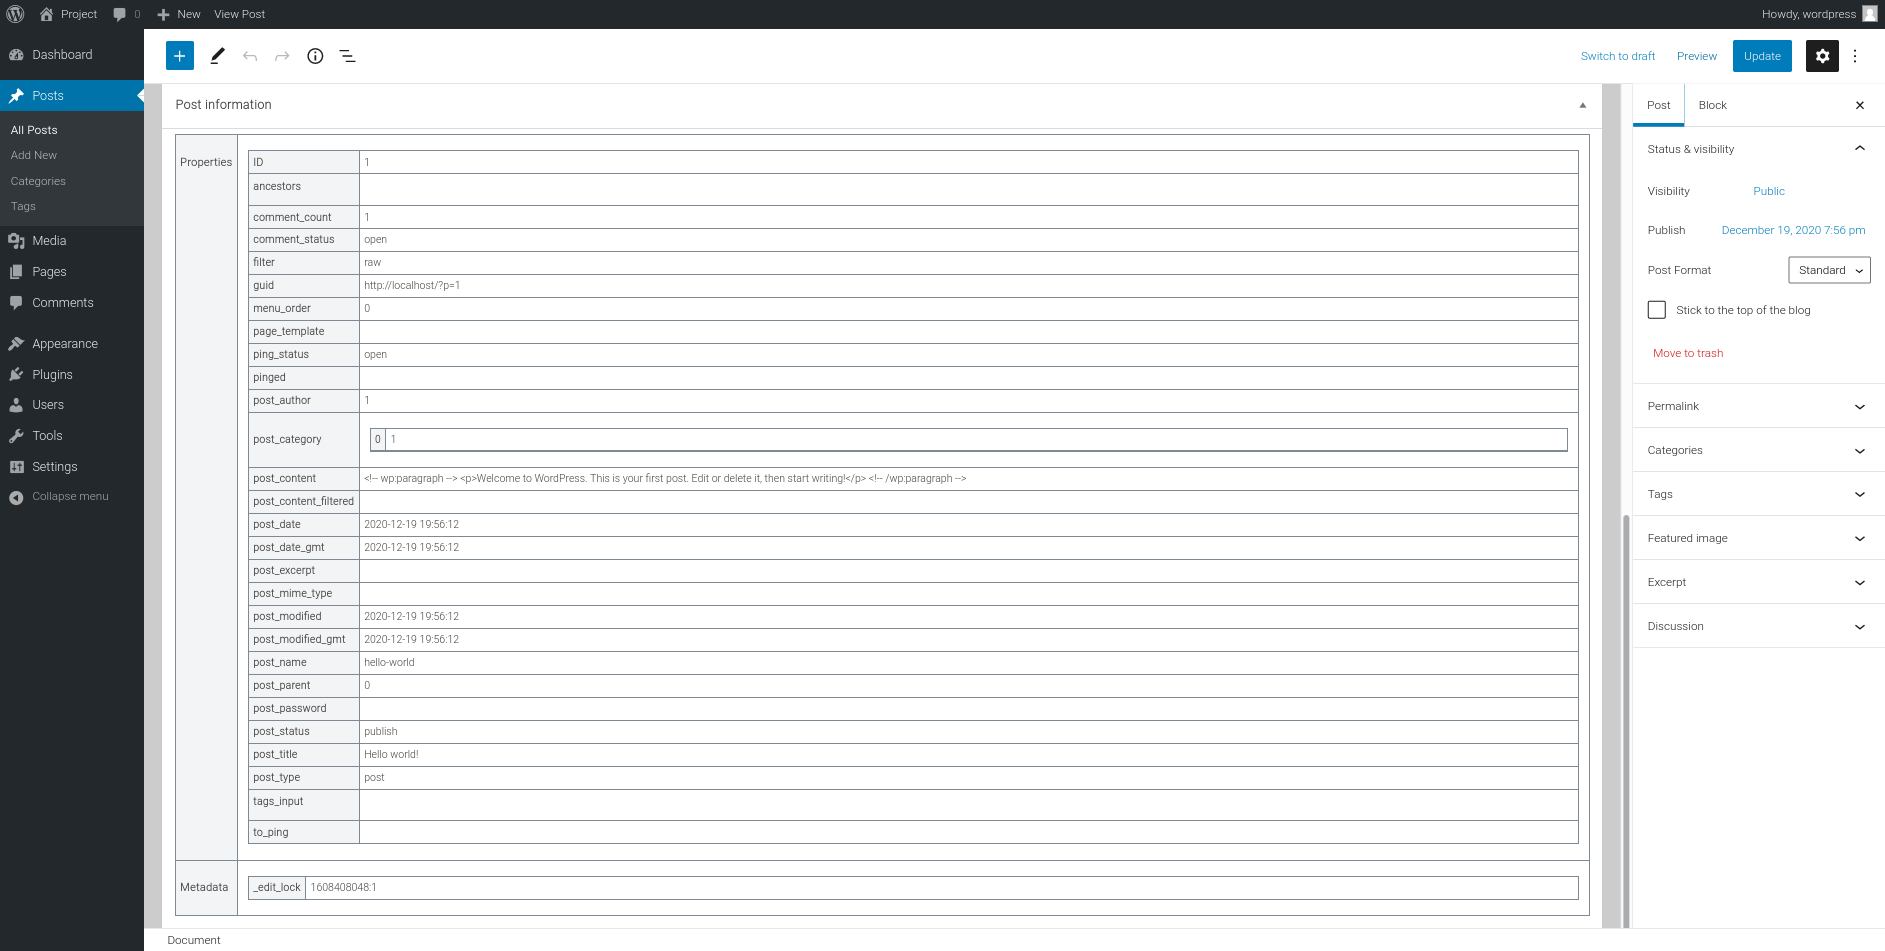 Project 0 New View Post Howdy, wordpress
Dashboard
Posts
All Posts
Add New
Categories
Tags
Media
Pages
Comments
Appearance
Plugins
Users
Tools
Settings
Collapse menu
Switch to draft Preview Update
Post information
Properties
ID 1
ancestors
comment_count 1
comment_status open
filter raw
guid http://localhost/?p=1
menu_order 0
page_template
ping_status open
pinged
post_author 1
post_category 0 1
post_content <!-- wp:paragraph --> <p>Welcome to WordPress. This is your first post. Edit or delete it, then start writing!</p> <!-- /wp:paragraph -->
post_content_filtered
post_date 2020-12-19 19:56:12
post_date_gmt 2020-12-19 19:56:12
post_excerpt
post_mime_type
post_modified 2020-12-19 19:56:12
post_modified_gmt 2020-12-19 19:56:12
post_name hello-world
post_parent 0
post_password
post_status publish
post_title Hello world!
post_type post
tags_input
to_ping
Metadata _edit_lock 1608408048:1
Document
Post Block
Status & visibility
Visibility Public
Publish December 19, 2020 7:56 pm
Post Format Standard
Stick to the top of the blog
Move to trash
Permalink
Categories
Tags
Featured image
Excerpt
Discussion